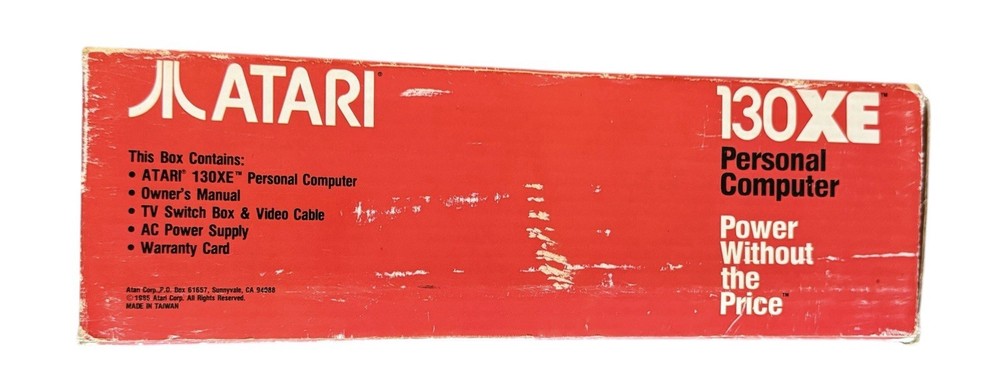 ATARI®
This Box Contains:
• ATARI® 130XE™ Personal Computer
• Owner's Manual
• TV Switch Box & Video Cable
• AC Power Supply
• Warranty Card
Atari Corp., P.O. Box 61657, Sunnyvale, CA 94088
© 1985 Atari Corp. All Rights Reserved.
MADE IN TAIWAN
130XE™
Personal
Computer
Power
Without
the
Price™